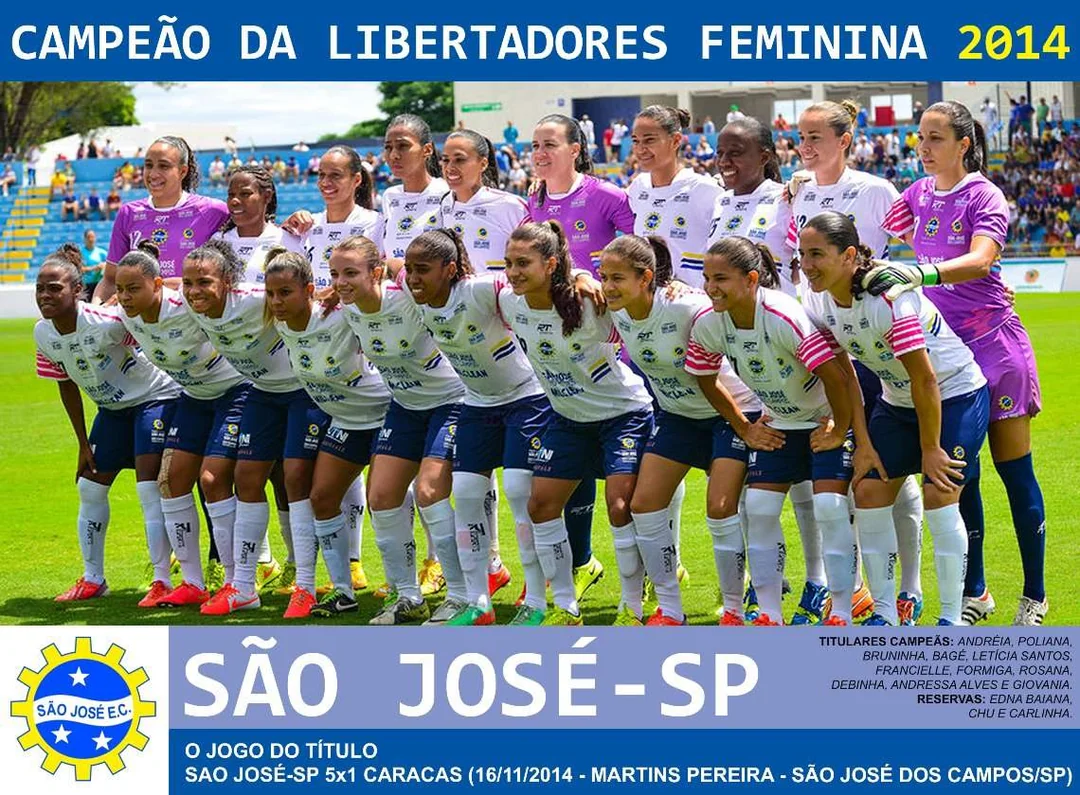 CAMPEÃO DA LIBERTADORES FEMININA 2014
SÃO JOSÉ E.C.
SÃO JOSÉ-SP
TITULARES CAMPEÃS: ANDRÉIA, POLIANA,
BRUNINHA, BAGÉ, LETÍCIA SANTOS,
FRANCIELLE, FORMIGA, ROSANA,
DEBINHA, ANDRESSA ALVES E GIOVANIA.
RESERVAS: EDNA BAIANA,
CHU E CARLINHA.
O JOGO DO TÍTULO
SAO JOSÉ-SP 5x1 CARACAS (16/11/2014 - MARTINS PEREIRA - SÃO JOSÉ DOS CAMPOS/SP)